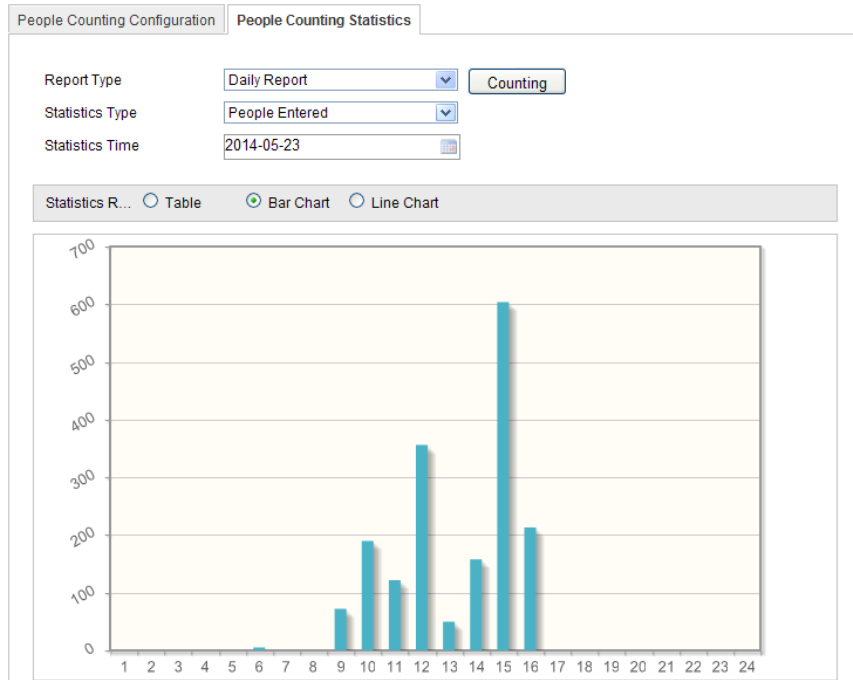 People Counting Configuration People Counting Statistics
Report Type Daily Report Counting
Statistics Type People Entered
Statistics Time 2014-05-23
Statistics R... Table Bar Chart Line Chart
700
600
500
400
300
200
100
0
1 2 3 4 5 6 7 8 9 10 11 12 13 14 15 16 17 18 19 20 21 22 23 24